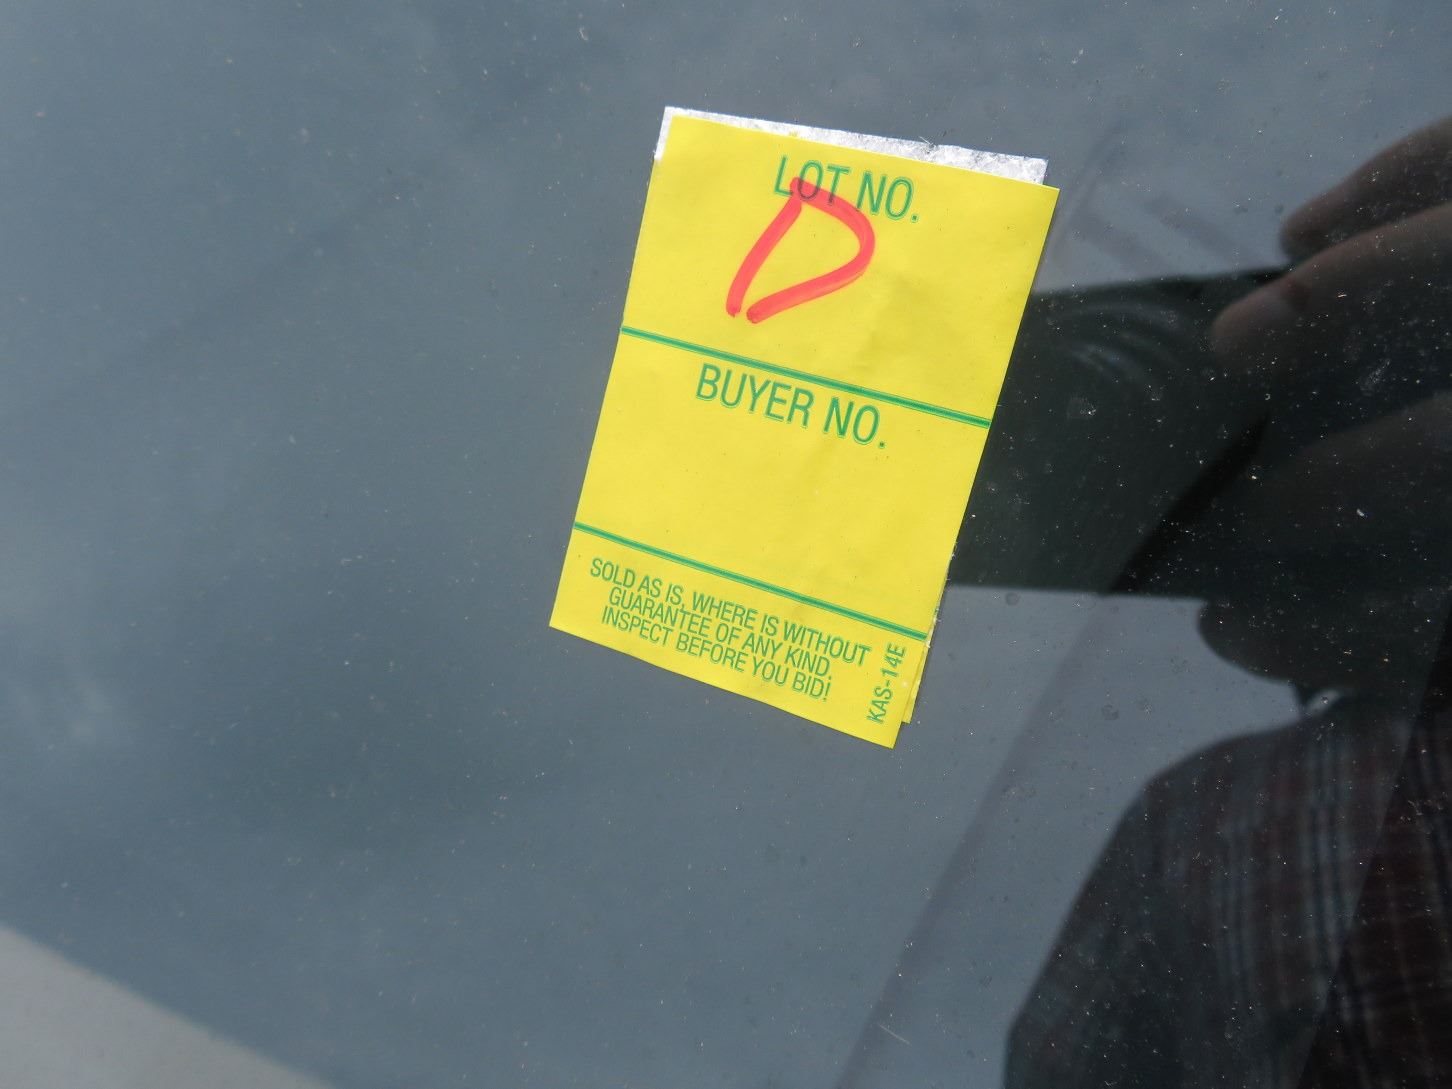 LOT NO.
D
BUYER NO.
SOLD AS IS, WHERE IS WITHOUT
GUARANTEE OF ANY KIND.
INSPECT BEFORE YOU BID!
KAS-14E